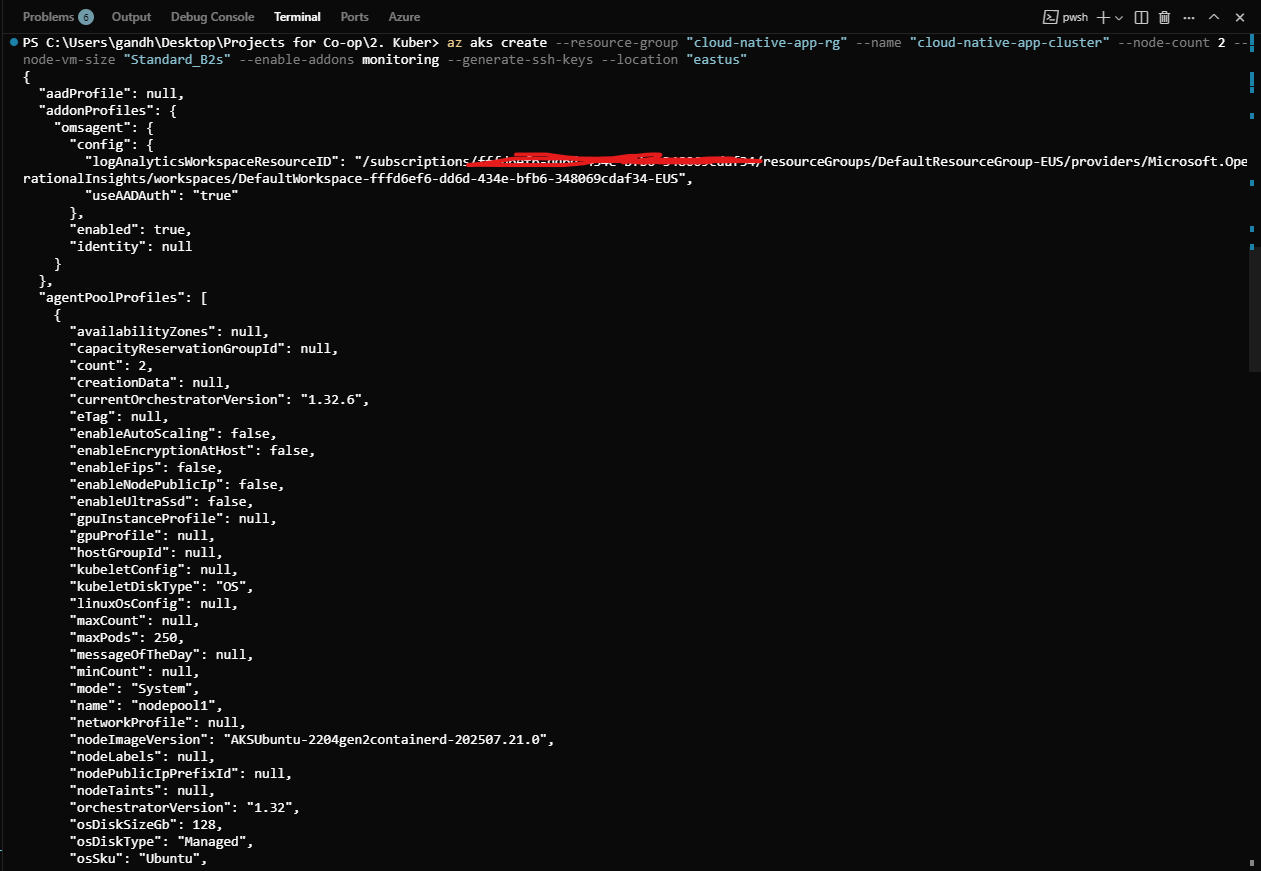 Problems 6 Output Debug Console Terminal Ports Azure pwsh
PS C:\Users\gandh\Desktop\Projects for Co-op\2. Kuber> az aks create --resource-group "cloud-native-app-rg" --name "cloud-native-app-cluster" --node-count 2 --
node-vm-size "Standard_B2s" --enable-addons monitoring --generate-ssh-keys --location "eastus"
{
"aadProfile": null,
"addonProfiles": {
"omsagent": {
"config": {
"logAnalyticsWorkspaceResourceID": "/subscriptions/resourceGroups/DefaultResourceGroup-EUS/providers/Microsoft.Ope
rationalInsights/workspaces/DefaultWorkspace-fffd6ef6-dd6d-434e-bfb6-348069cdaf34-EUS",
"useAADAuth": "true"
},
"enabled": true,
"identity": null
}
},
"agentPoolProfiles": [
{
"availabilityZones": null,
"capacityReservationGroupId": null,
"count": 2,
"creationData": null,
"currentOrchestratorVersion": "1.32.6",
"eTag": null,
"enableAutoScaling": false,
"enableEncryptionAtHost": false,
"enableFips": false,
"enableNodePublicIp": false,
"enableUltraSsd": false,
"gpuInstanceProfile": null,
"gpuProfile": null,
"hostGroupId": null,
"kubeletConfig": null,
"kubeletDiskType": "OS",
"linuxOsConfig": null,
"maxCount": null,
"maxPods": 250,
"messageOfTheDay": null,
"minCount": null,
"mode": "System",
"name": "nodepool1",
"networkProfile": null,
"nodeImageVersion": "AKSUbuntu-2204gen2containerd-202507.21.0",
"nodeLabels": null,
"nodePublicIpPrefixId": null,
"nodeTaints": null,
"orchestratorVersion": "1.32",
"osDiskSizeGb": 128,
"osDiskType": "Managed",
"osSku": "Ubuntu",